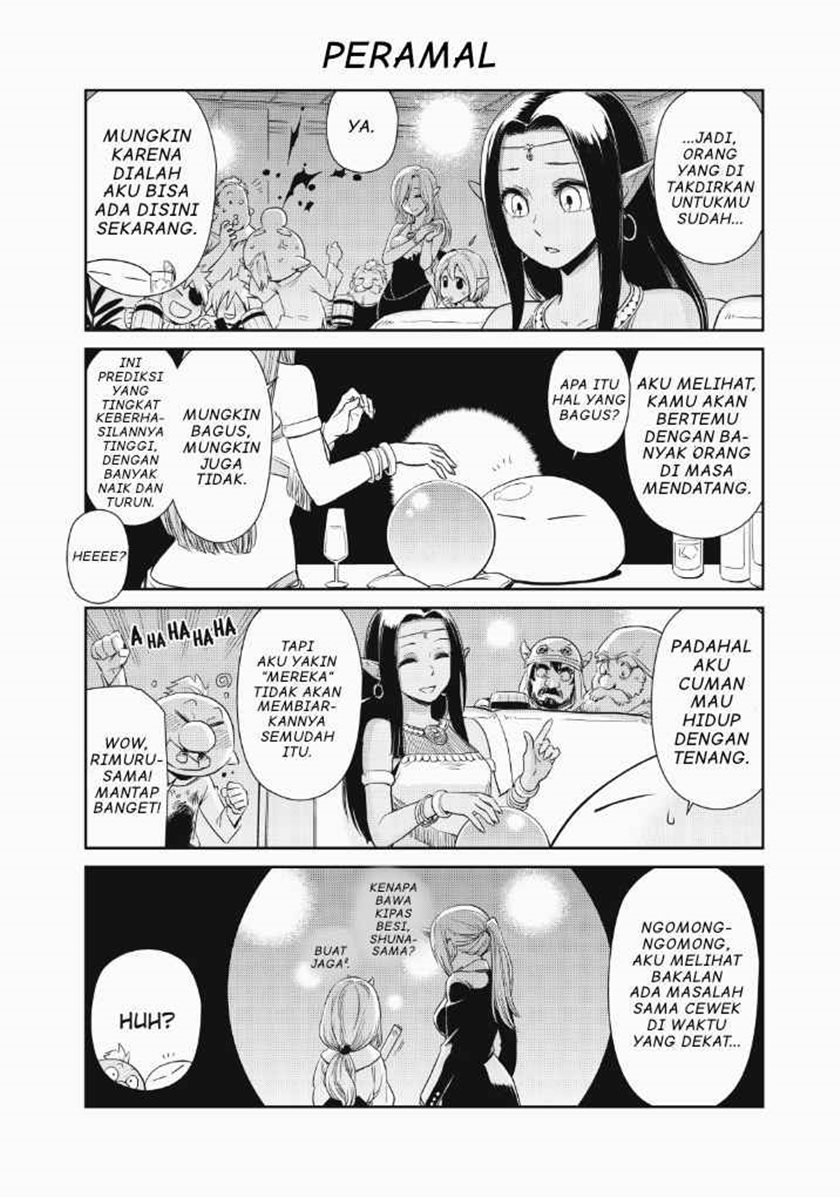 PERAMAL
...JADI,
ORANG
YANG DI
TAKDIRKAN
UNTUKMU
SUDAH...
YA.
MUNGKIN
KARENA
DIALAH
AKU BISA
ADA DISINI
SEKARANG.
AKU MELIHAT,
KAMU AKAN
BERTEMU
DENGAN BA-
NYAK ORANG
DI MASA
MENDATANG.
APA ITU
HAL YANG
BAGUS?
MUNGKIN
BAGUS,
MUNGKIN
JUGA
TIDAK.
INI
PREDIKSI
YANG
TINGKAT
KEBERHA-
SILANNYA
TINGGI,
DENGAN
BANYAK
NAIK DAN
TURUN.
HEEEE?
PADAHAL
AKU
CUMAN
MAU
HIDUP
DENGAN
TENANG.
TAPI
AKU YAKIN
"MEREKA"
TIDAK AKAN
MEMBIAR-
KANNYA
SEMUDAH
ITU.
A HA HA HA HA
WOW,
RIMURU-
SAMA!
MANTAP
BANGET!
NGOMONG-
NGOMONG,
AKU MELIHAT
BAKALAN
ADA MASALAH
SAMA CEWEK
DI WAKTU
YANG DEKAT...
KENAPA
BAWA
KIPAS
BESI,
SHUNA-
SAMA?
BUAT
JAGA².
HUH?